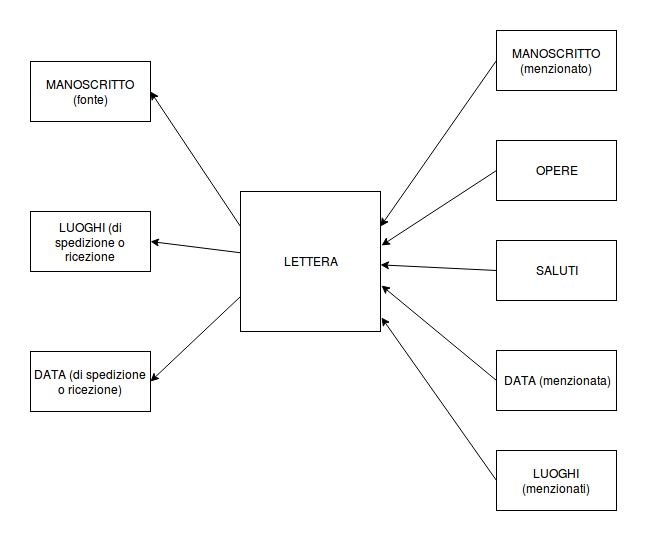 MANOSCRITTO
(fonte)
LUOGHI (di
spedizione o
ricezione
DATA (di spedizione
o ricezione)
LETTERA
MANOSCRITTO
(menzionato)
OPERE
SALUTI
DATA (menzionata)
LUOGHI
(menzionati)